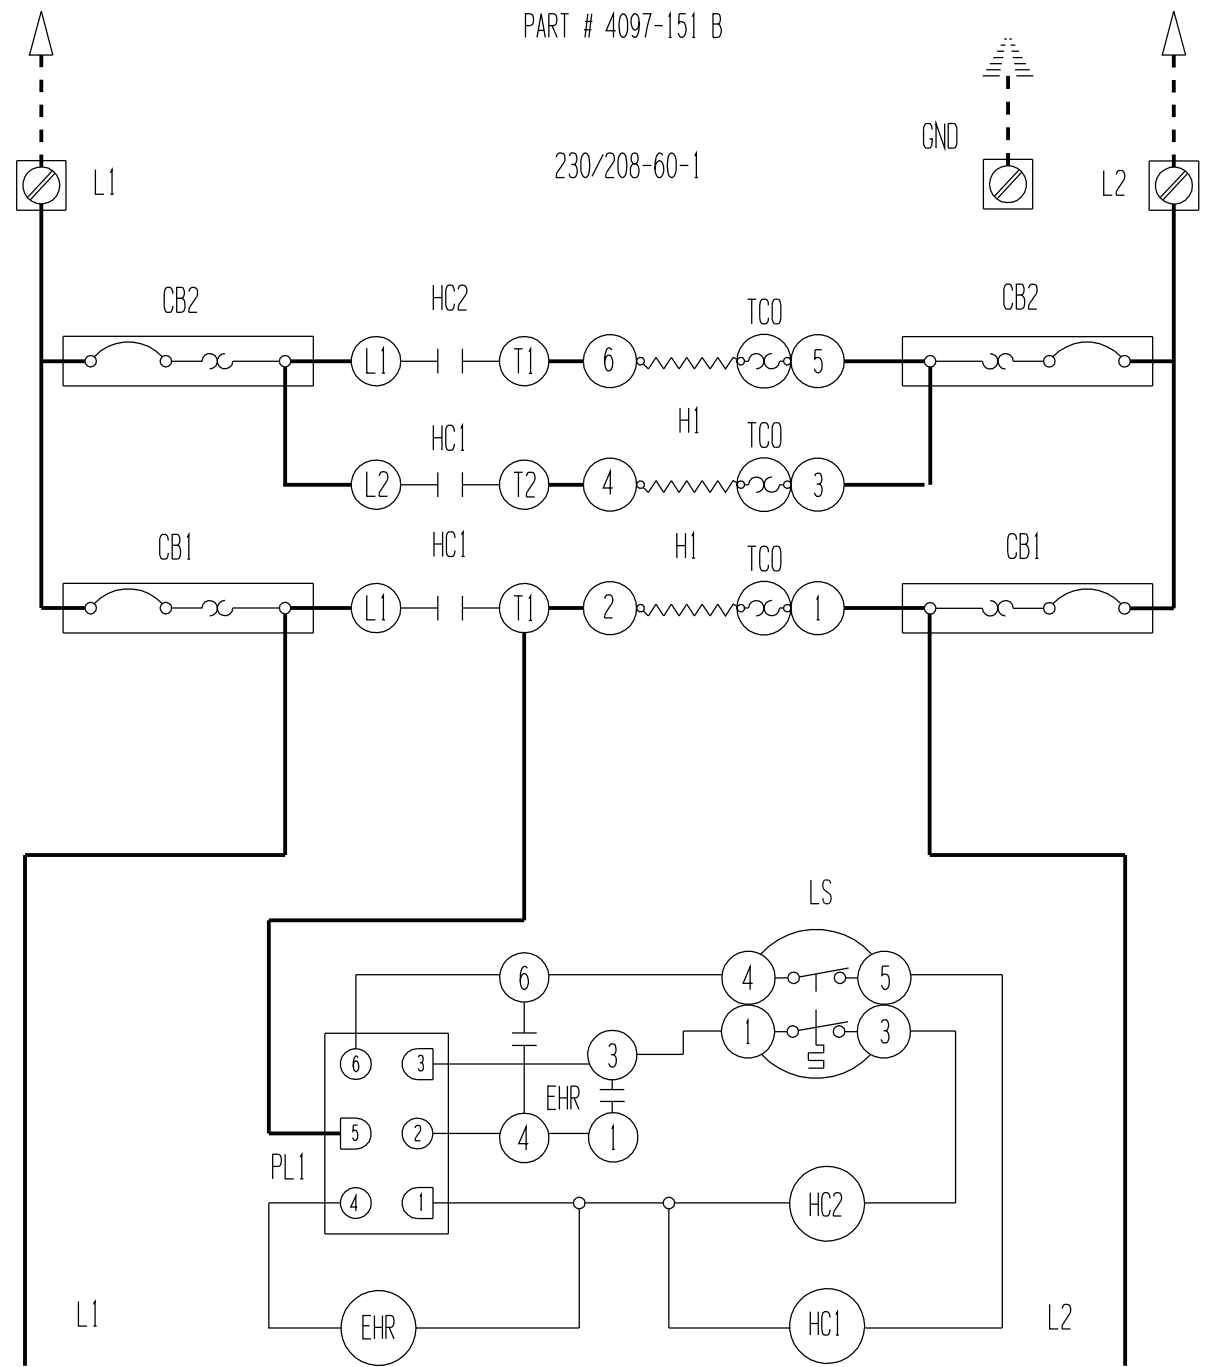 PART # 4097-151 B
GND
230/208-60-1
L1
L2
CB2
HC2
TCO
CB2
L1
T1
6
5
HC1
H1
TCO
L2
T2
4
3
CB1
HC1
H1
TCO
CB1
L1
T1
2
1
LS
6
4
5
1
3
6
3
3
EHR
5
2
4
1
PL1
4
1
HC2
L1
EHR
HC1
L2